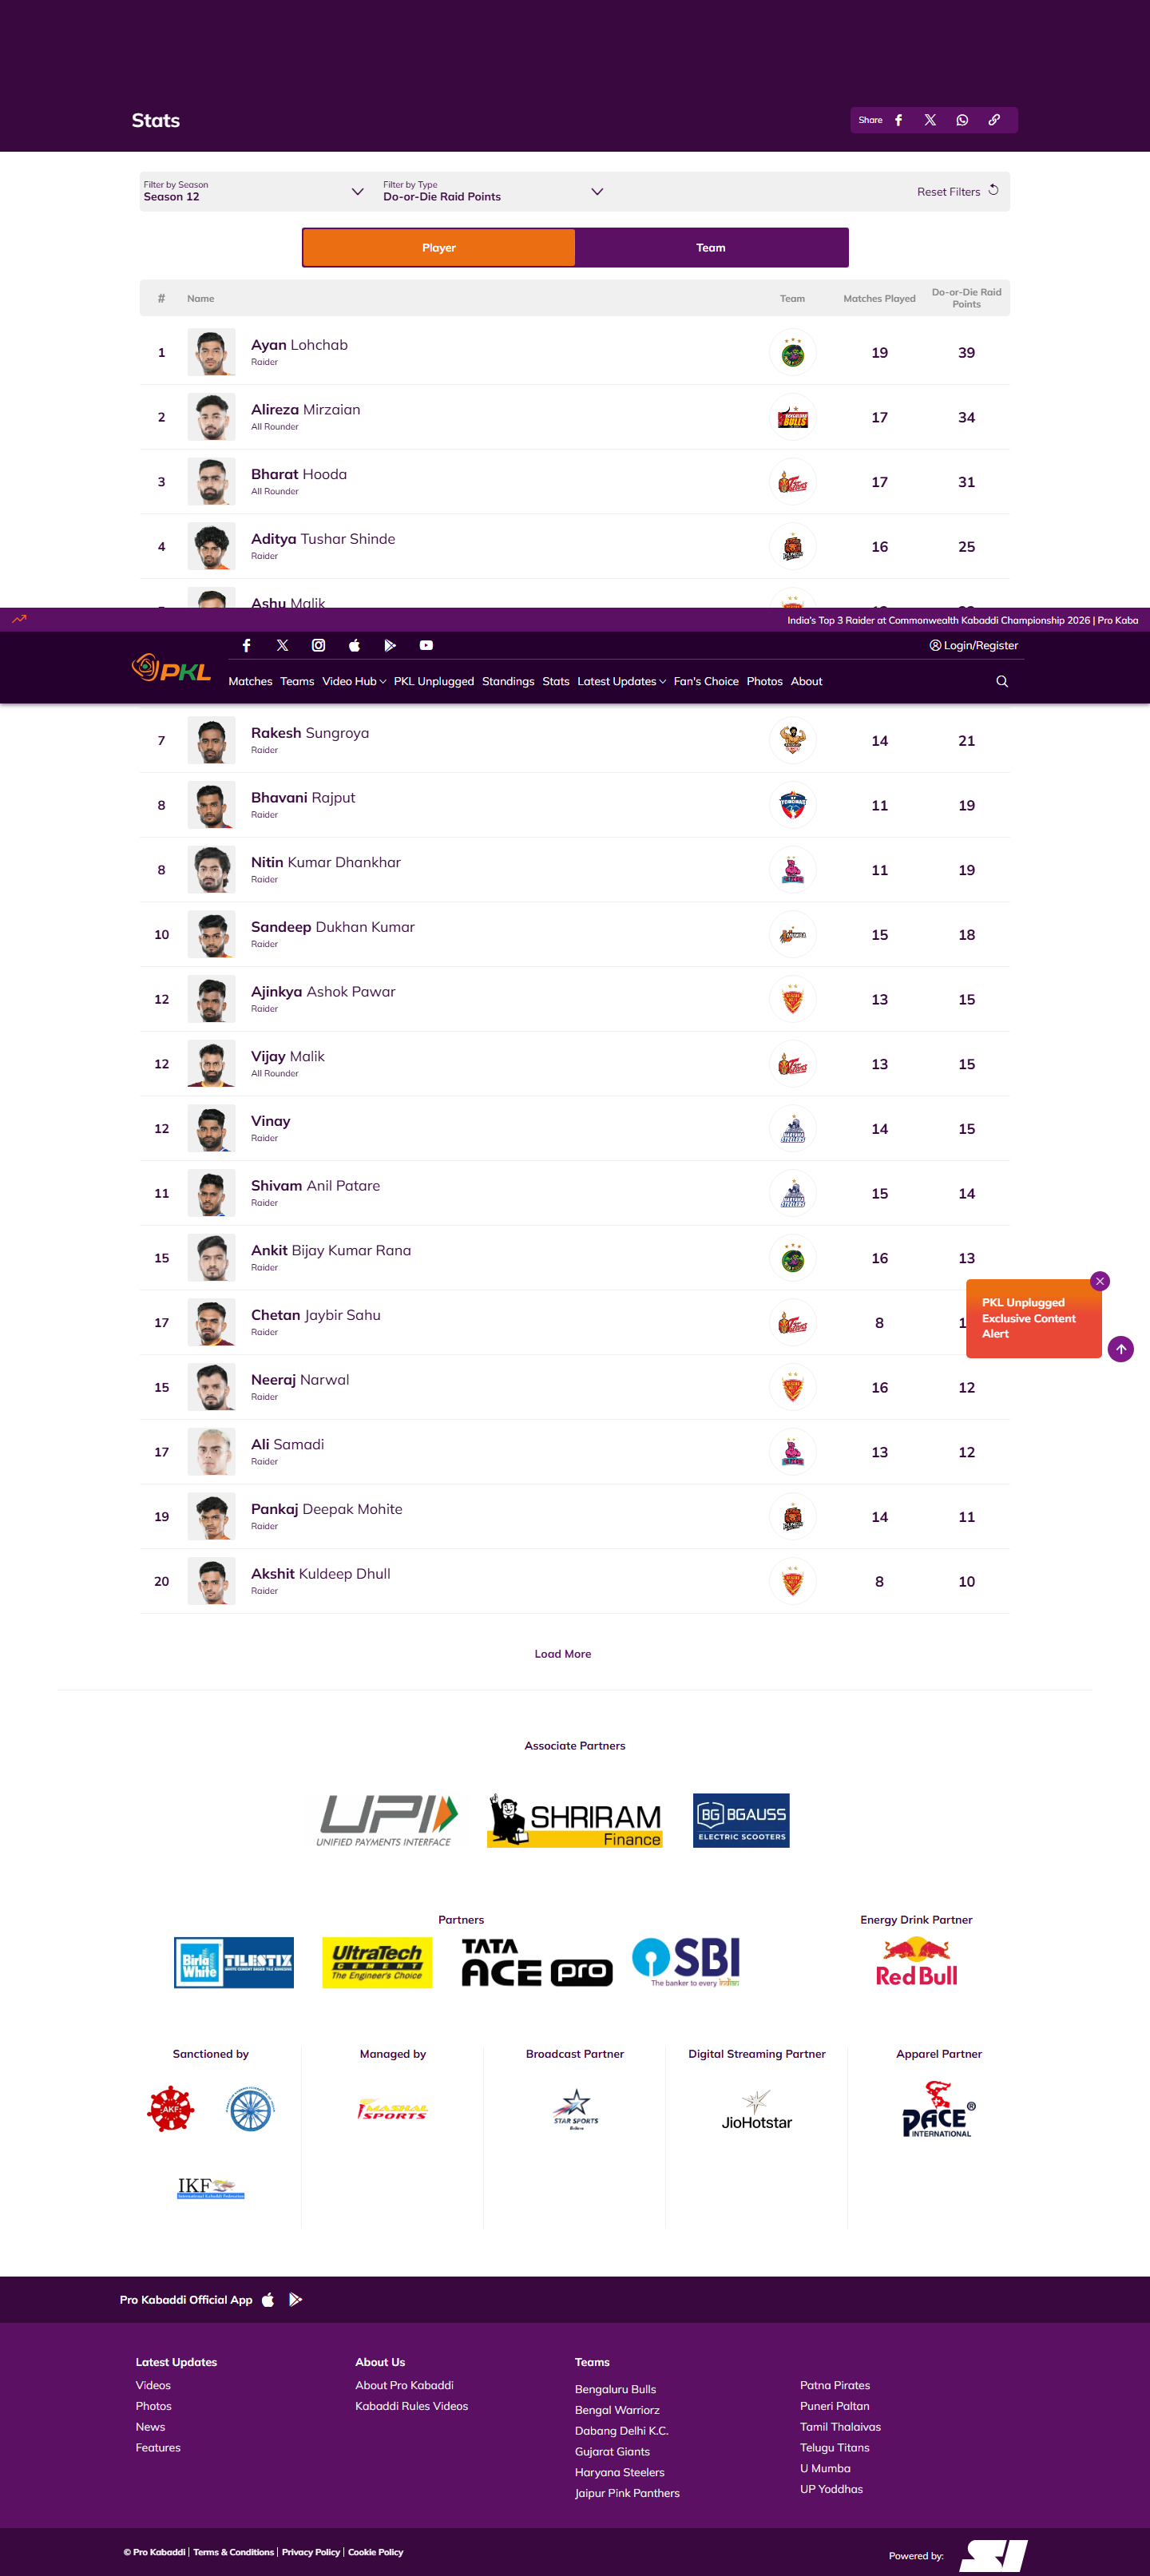 Stats
Share
Filter by Season
Season 12
Filter by Type
Do-or-Die Raid Points
Reset Filters
Player
Team
# Name Team Matches Played Do-or-Die Raid Points
1 Ayan Lohchab 19 39
Raider
2 Alireza Mirzaian 17 34
All Rounder
3 Bharat Hooda 17 31
All Rounder
4 Aditya Tushar Shinde 16 25
Raider
Ashu Malik
India's Top 3 Raider at Commonwealth Kabaddi Championship 2026 | Pro Kaba
Login/Register
PKL
Matches Teams Video Hub PKL Unplugged Standings Stats Latest Updates Fan's Choice Photos About
7 Rakesh Sungroya 14 21
Raider
8 Bhavani Rajput 11 19
Raider
8 Nitin Kumar Dhankhar 11 19
Raider
10 Sandeep Dukhan Kumar 15 18
Raider
12 Ajinkya Ashok Pawar 13 15
Raider
12 Vijay Malik 13 15
All Rounder
12 Vinay 14 15
Raider
11 Shivam Anil Patare 15 14
Raider
15 Ankit Bijay Kumar Rana 16 13
Raider
17 Chetan Jaybir Sahu 8
Raider
PKL Unplugged
Exclusive Content
Alert
15 Neeraj Narwal 16 12
Raider
17 Ali Samadi 13 12
Raider
19 Pankaj Deepak Mohite 14 11
Raider
20 Akshit Kuldeep Dhull 8 10
Raider
Load More
Associate Partners
UPI
UNIFIED PAYMENTS INTERFACE
SHRIRAM
Finance
BG BGAUSS
ELECTRIC SCOOTERS
Partners
Energy Drink Partner
Birla White TILESTIX
UltraTech
CEMENT
The Engineer's Choice
TATA
ACE pro
SBI
The banker to every Indian
Red Bull
Sanctioned by
Managed by
Broadcast Partner
Digital Streaming Partner
Apparel Partner
AKF
MASHAL
SPORTS
STAR SPORTS
JioHotstar
PACE
INTERNATIONAL
IKF
International Kabaddi Federation
Pro Kabaddi Official App
Latest Updates
Videos
Photos
News
Features
About Us
About Pro Kabaddi
Kabaddi Rules Videos
Teams
Bengaluru Bulls
Bengal Warriorz
Dabang Delhi K.C.
Gujarat Giants
Haryana Steelers
Jaipur Pink Panthers
Patna Pirates
Puneri Paltan
Tamil Thalaivas
Telugu Titans
U Mumba
UP Yoddhas
© Pro Kabaddi | Terms & Conditions | Privacy Policy | Cookie Policy
Powered by:
SI